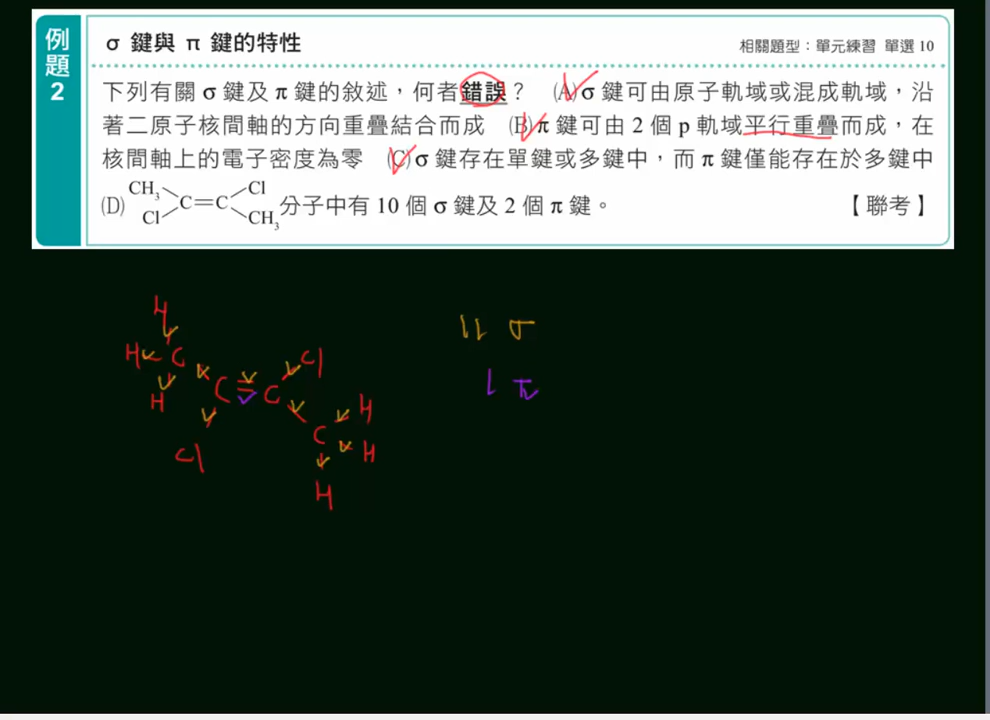 例題2
σ 鍵與 π 鍵的特性
相關題型：單元練習 單選 10
下列有關 σ 鍵及 π 鍵的敘述，何者錯誤？ (A) σ 鍵可由原子軌域或混成軌域，沿
著二原子核間軸的方向重疊結合而成 (B) π 鍵可由 2 個 p 軌域平行重疊而成，在
核間軸上的電子密度為零 (C) σ 鍵存在單鍵或多鍵中，而 π 鍵僅能存在於多鍵中
CH₃ Cl
(D) C=C 分子中有 10 個 σ 鍵及 2 個 π 鍵。 【聯考】
Cl CH₃
H
H C Cl
11 σ
H C = C
1 π
C H
Cl H
H